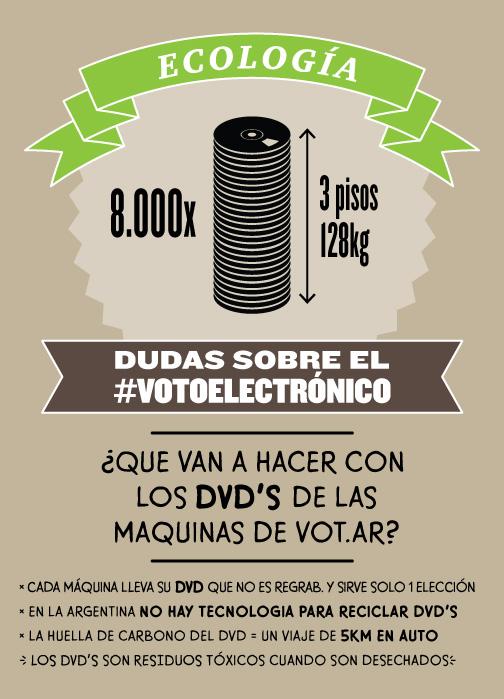 ECOLOGÍA
8.000x
3 pisos
128kg
DUDAS SOBRE EL
#VOTOELECTRÓNICO
¿QUE VAN A HACER CON
LOS DVD'S DE LAS
MAQUINAS DE VOT.AR?
× CADA MÁQUINA LLEVA SU DVD QUE NO ES REGRAB. Y SIRVE SOLO 1 ELECCIÓN
× EN LA ARGENTINA NO HAY TECNOLOGIA PARA RECICLAR DVD'S
× LA HUELLA DE CARBONO DEL DVD = UN VIAJE DE 5KM EN AUTO
× LOS DVD'S SON RESIDUOS TÓXICOS CUANDO SON DESECHADOS